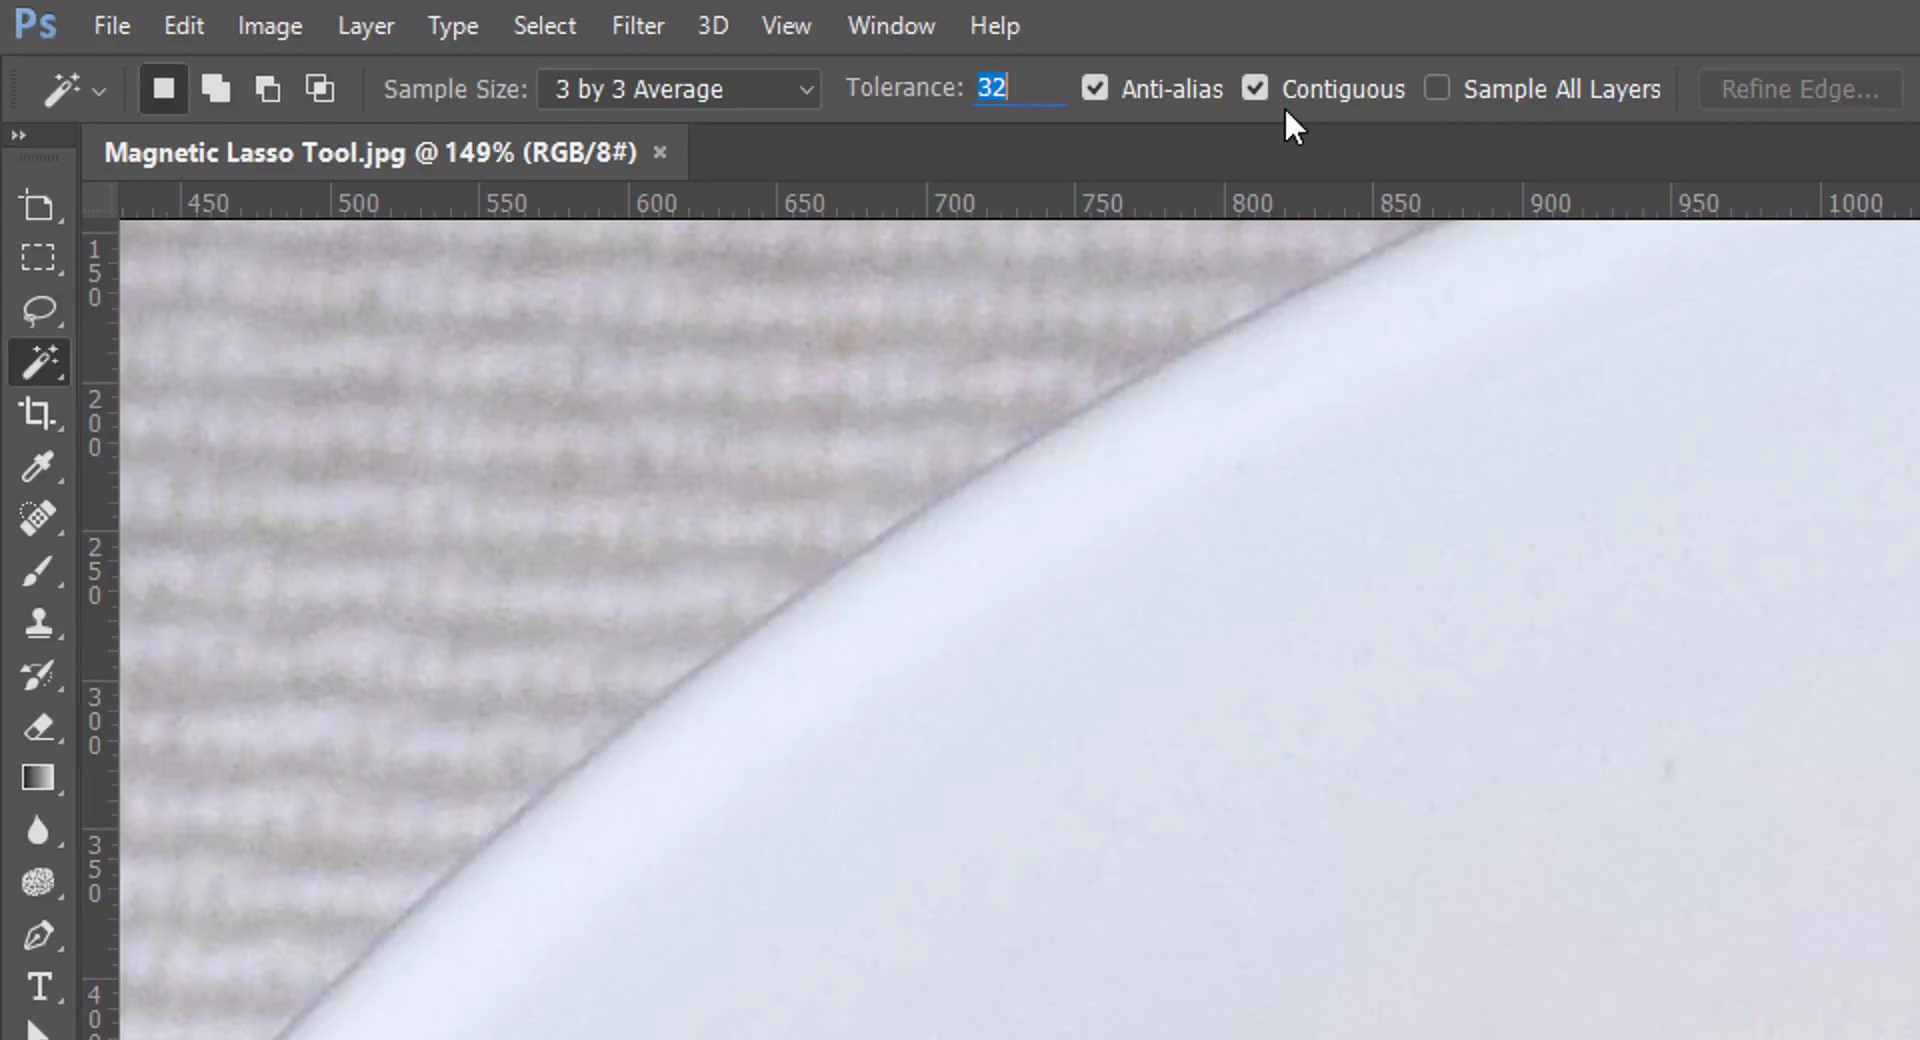 Ps File Edit Image Layer Type Select Filter 3D View Window Help
Sample Size: 3 by 3 Average Tolerance: 32 Anti-alias Contiguous Sample All Layers Refine Edge...
Magnetic Lasso Tool.jpg @ 149% (RGB/8#) ×
450 500 550 600 650 700 750 800 850 900 950 1000
150
200
250
300
350
400
T